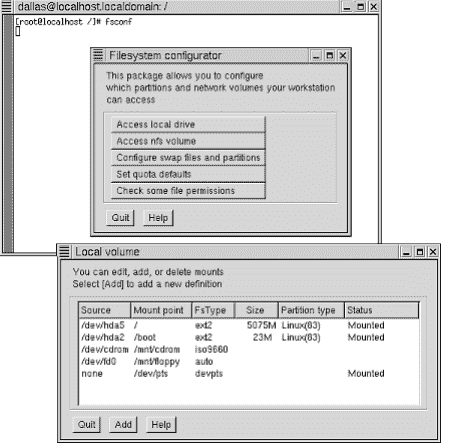 dallas@localhost.localdomain: /
[root@localhost /]# fsconf
Filesystem configurator
This package allows you to configure
which partitions and network volumes your workstation
can access
Access local drive
Access nfs volume
Configure swap files and partitions
Set quota defaults
Check some file permissions
Quit Help
Local volume
You can edit, add, or delete mounts
Select [Add] to add a new definition
Source Mount point FsType Size Partition type Status
/dev/hda5 / ext2 5075M Linux(83) Mounted
/dev/hda2 /boot ext2 23M Linux(83) Mounted
/dev/cdrom /mnt/cdrom iso9660
/dev/fd0 /mnt/floppy auto
none /dev/pts devpts Mounted
Quit Add Help